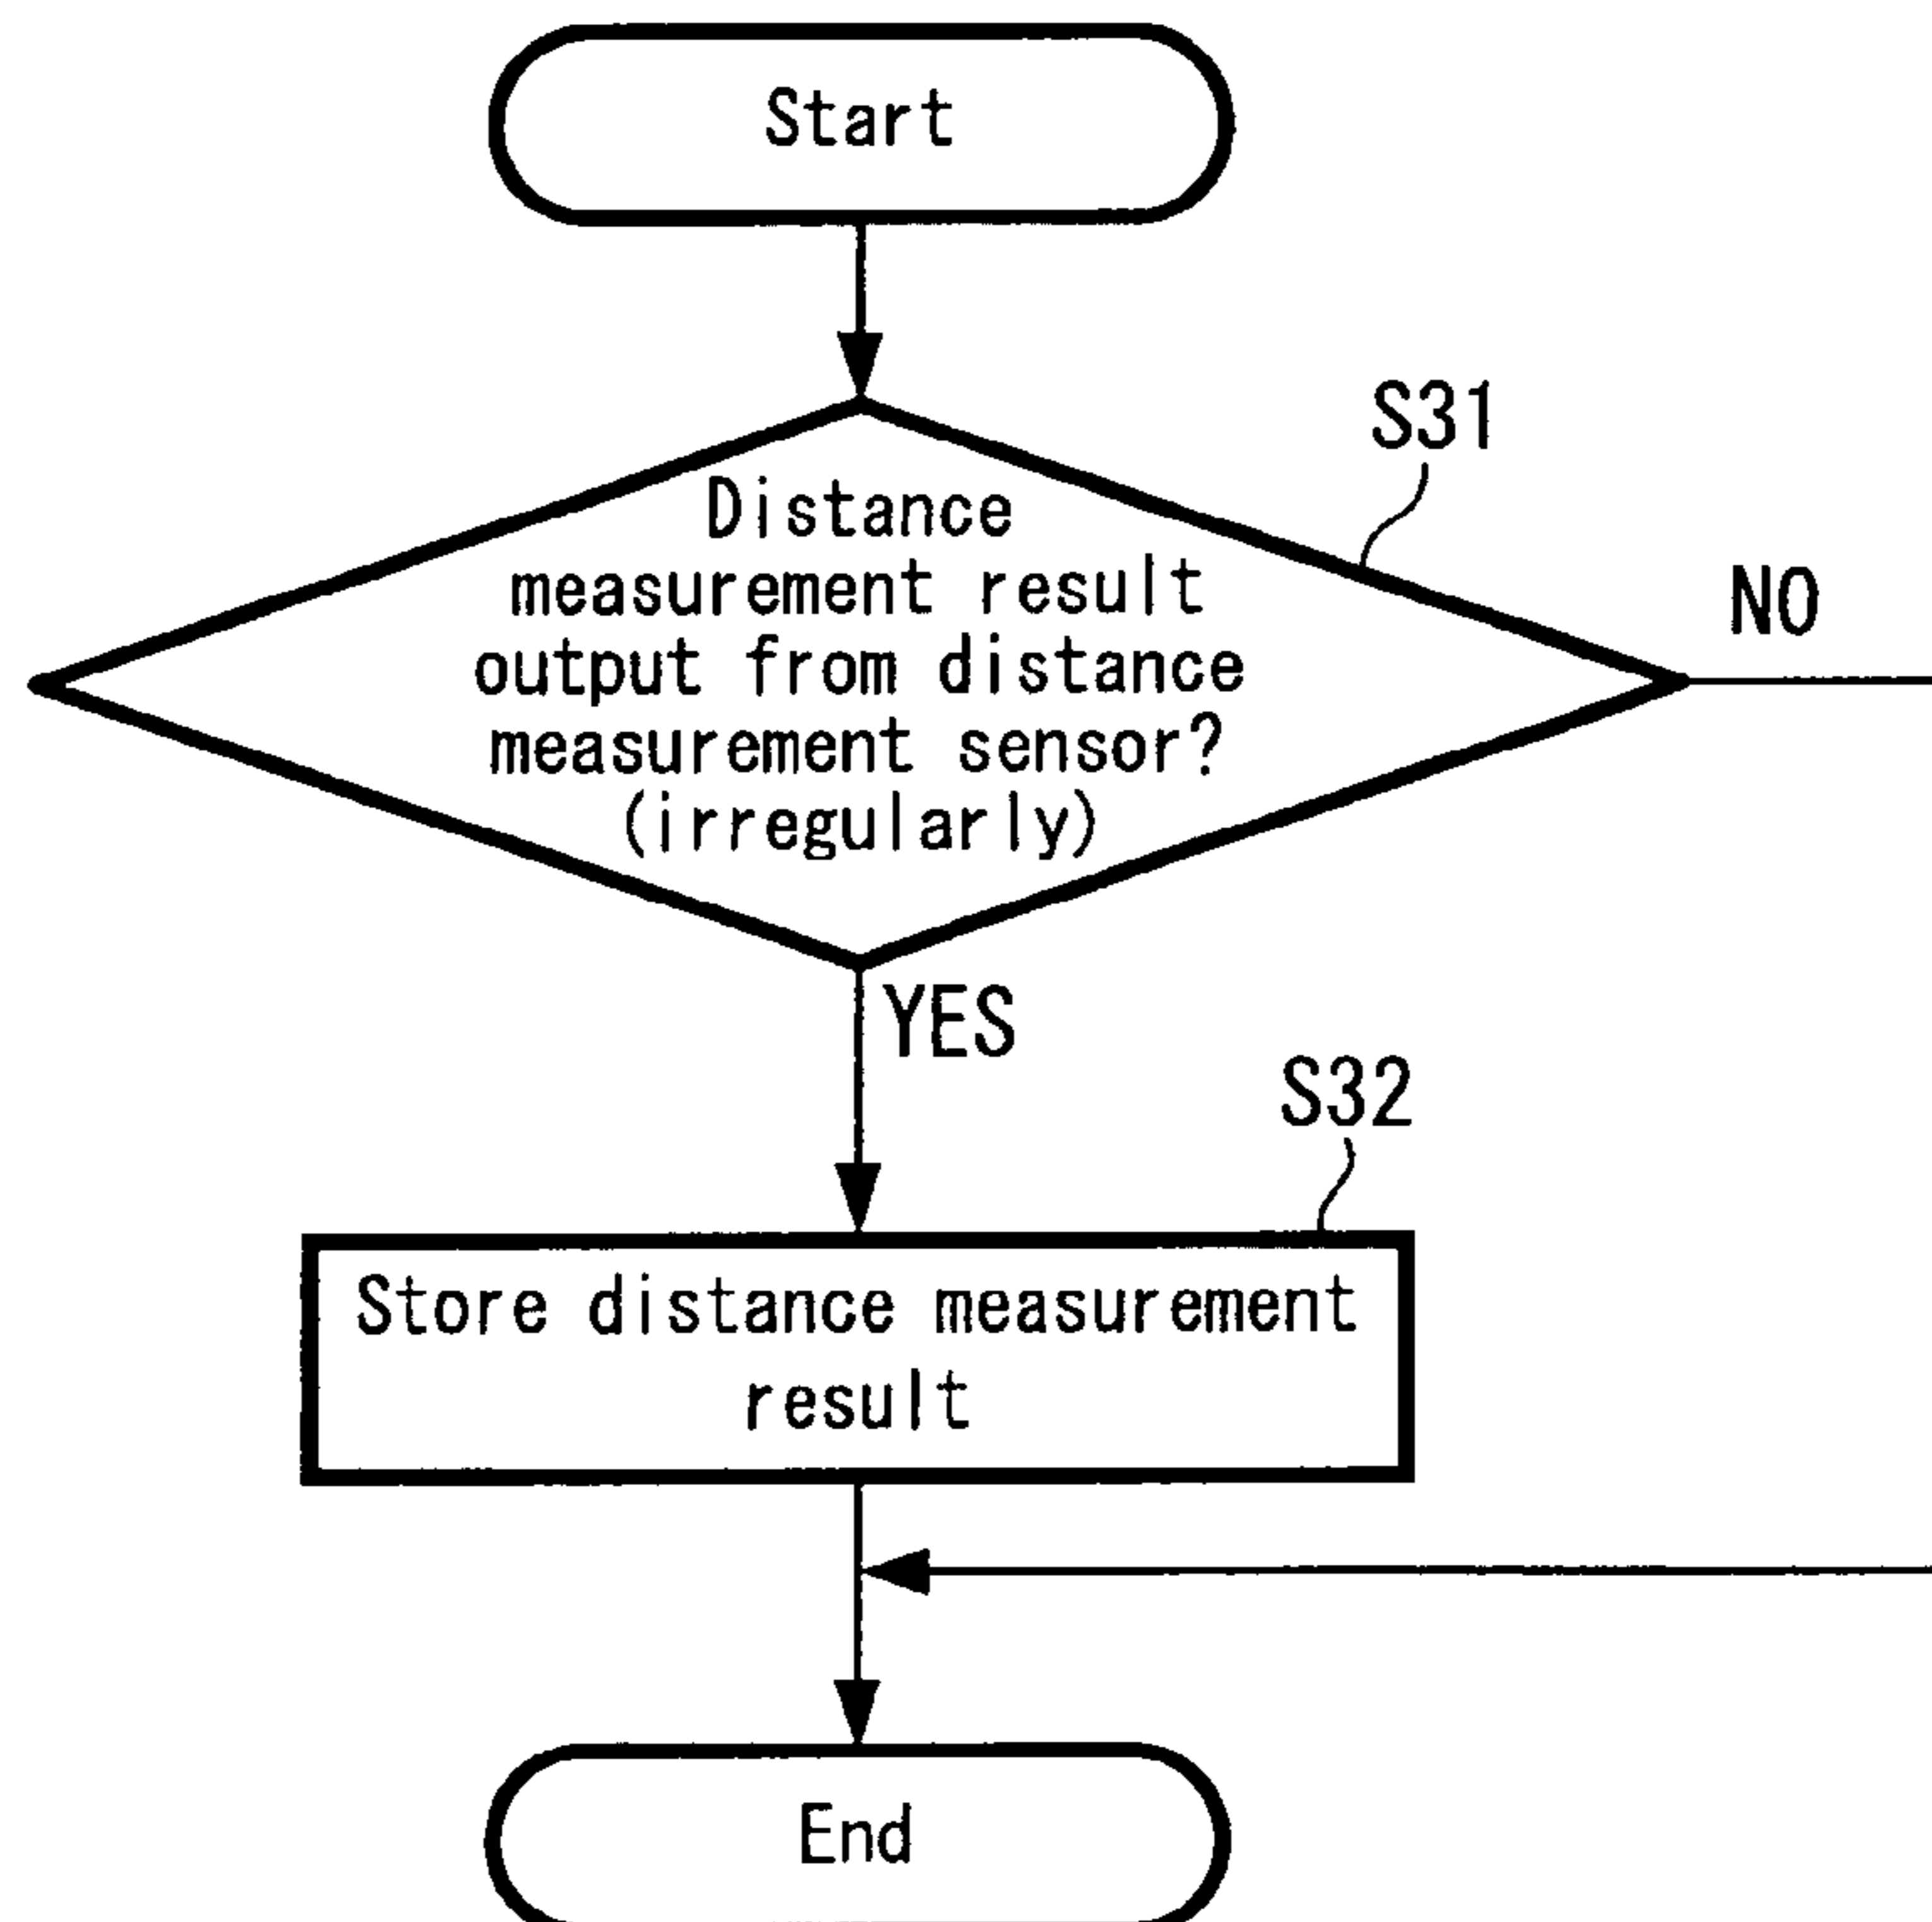 Start
S31
Distance
measurement result
output from distance
measurement sensor?
(irregularly)
NO
YES
S32
Store distance measurement
result
End